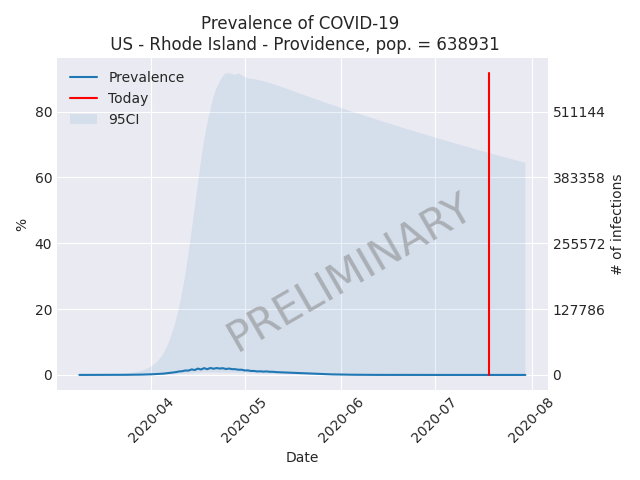 Prevalence of COVID-19
US - Rhode Island - Providence, pop. = 638931
Prevalence
Today
95CI
80
60
40
20
0
%
511144
383358
255572
127786
0
# of infections
PRELIMINARY
2020-04
2020-05
2020-06
2020-07
2020-08
Date